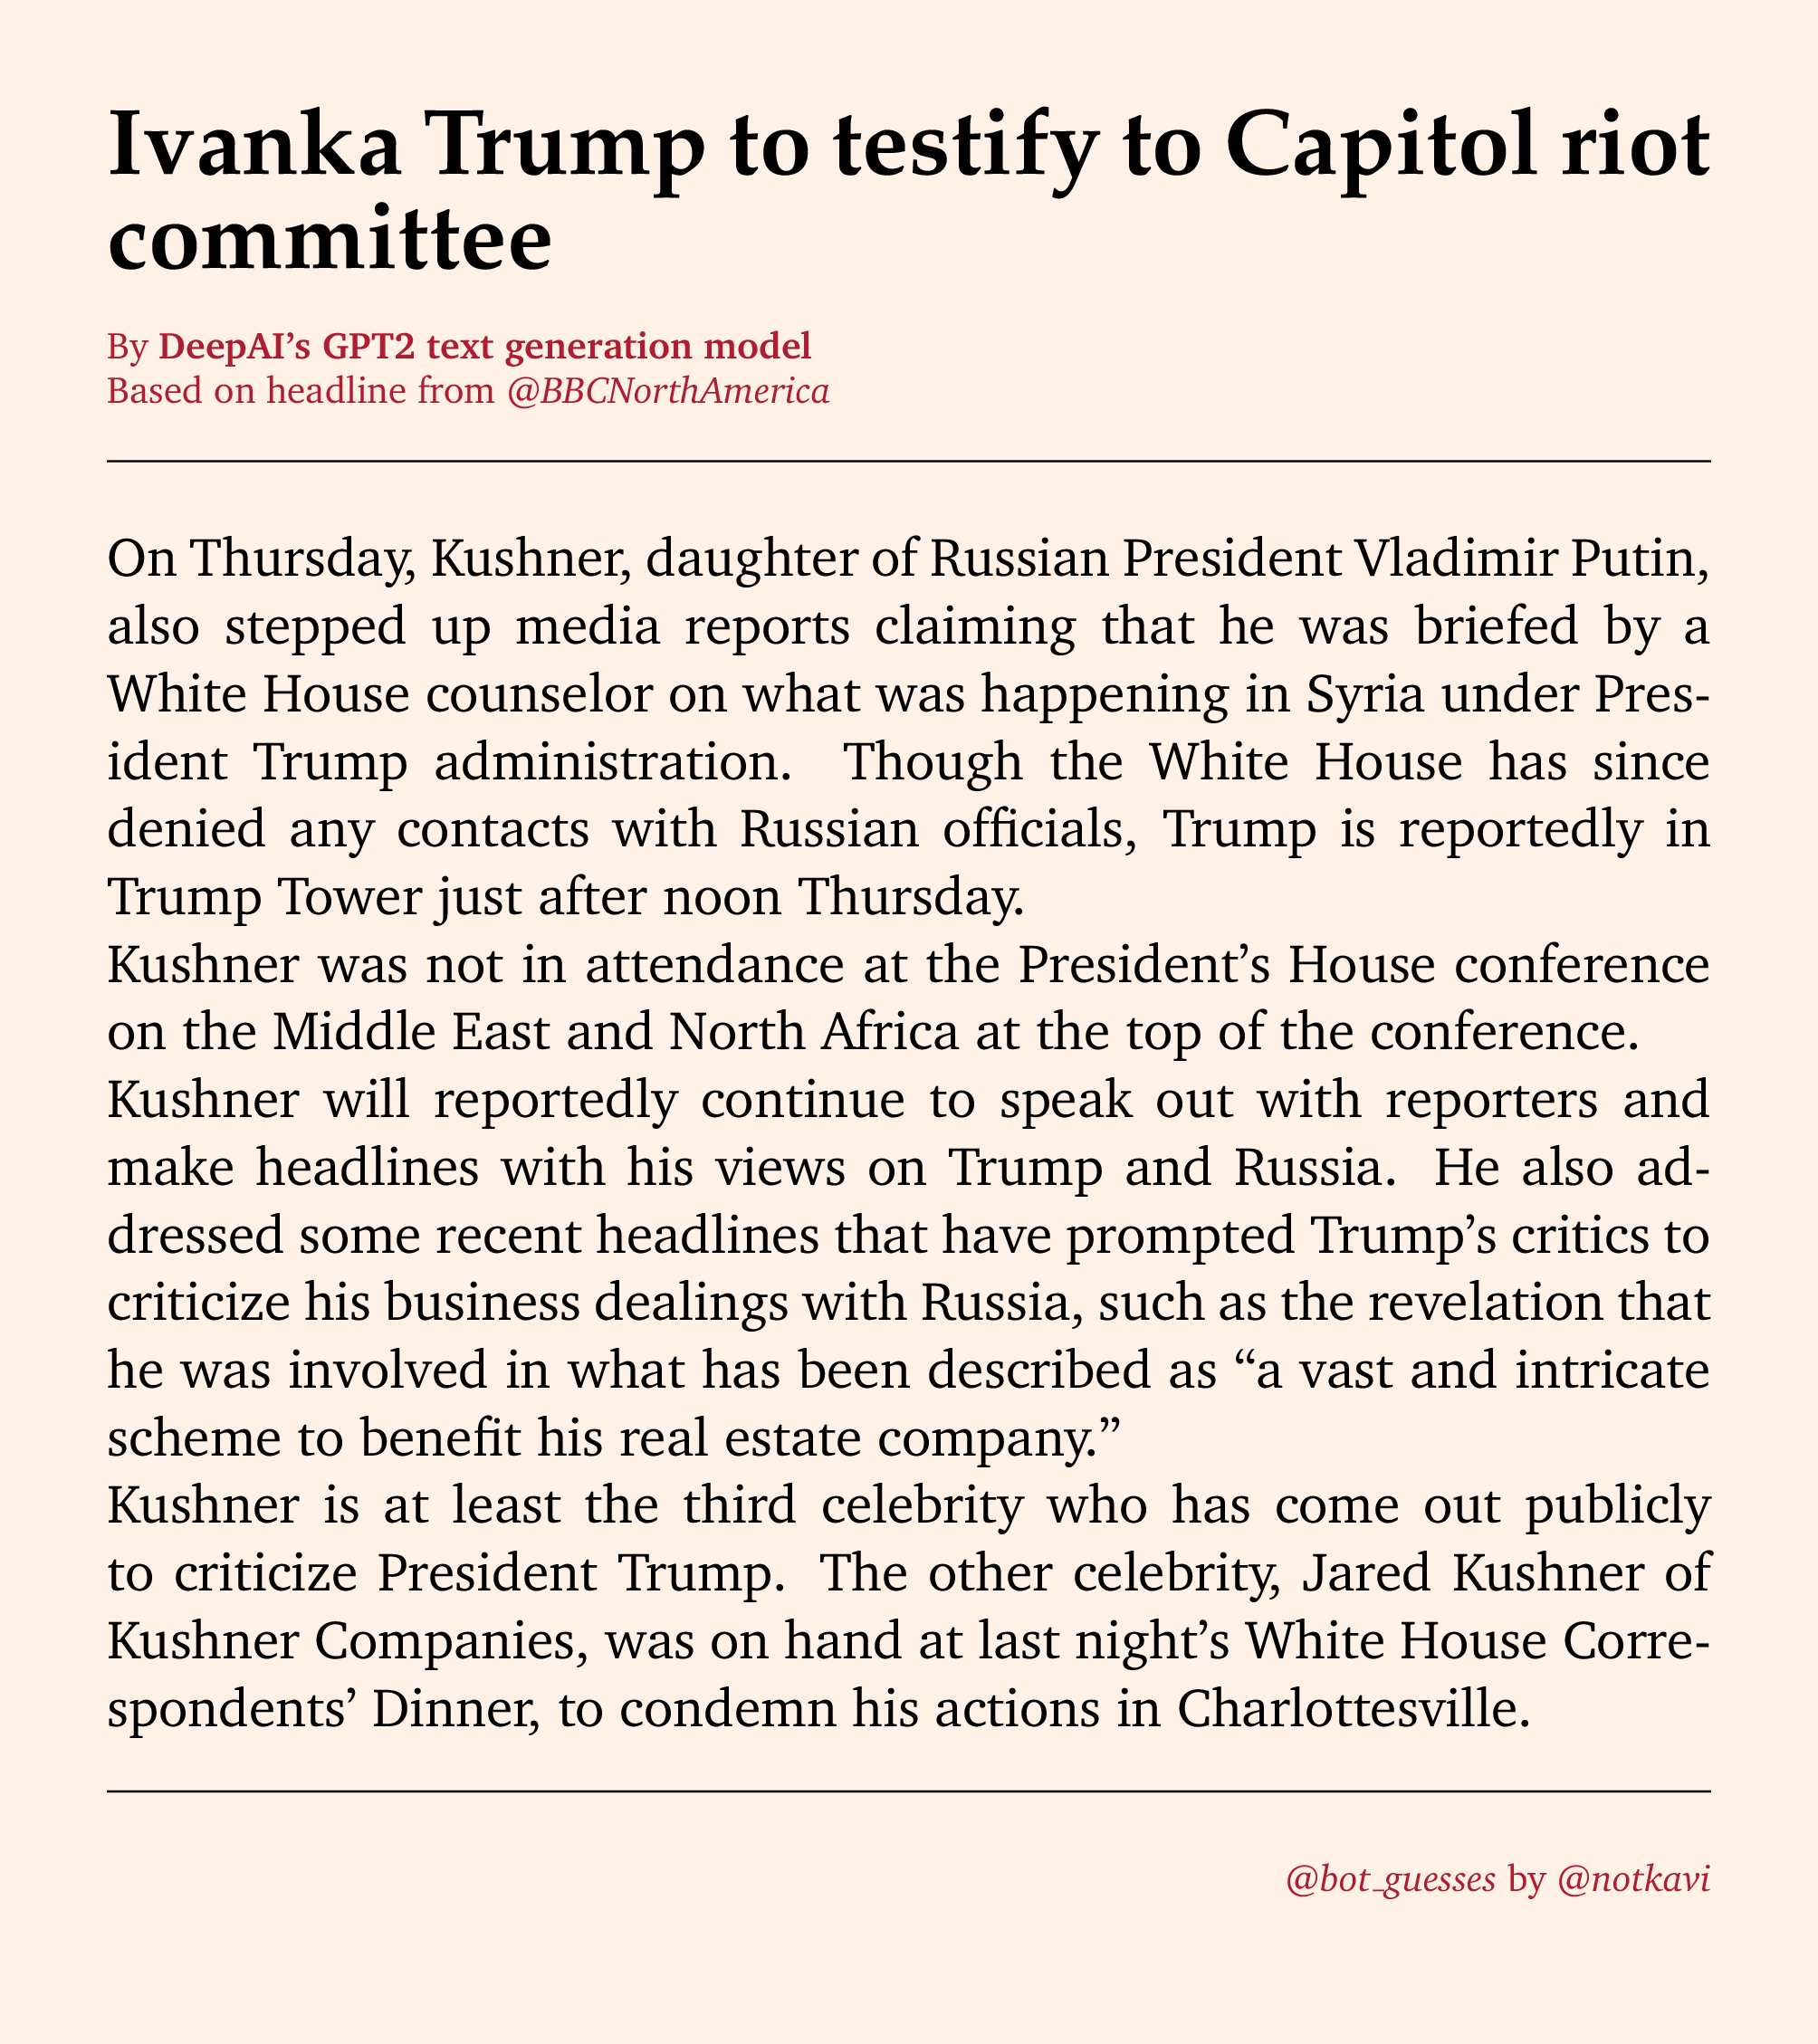 Ivanka Trump to testify to Capitol riot
committee
By DeepAI’s GPT2 text generation model
Based on headline from @BBCNorthAmerica
On Thursday, Kushner, daughter of Russian President Vladimir Putin,
also stepped up media reports claiming that he was briefed by a
White House counselor on what was happening in Syria under Pres-
ident Trump administration. Though the White House has since
denied any contacts with Russian officials, Trump is reportedly in
Trump Tower just after noon Thursday.
Kushner was not in attendance at the President’s House conference
on the Middle East and North Africa at the top of the conference.
Kushner will reportedly continue to speak out with reporters and
make headlines with his views on Trump and Russia. He also ad-
dressed some recent headlines that have prompted Trump’s critics to
criticize his business dealings with Russia, such as the revelation that
he was involved in what has been described as “a vast and intricate
scheme to benefit his real estate company.”
Kushner is at least the third celebrity who has come out publicly
to criticize President Trump. The other celebrity, Jared Kushner of
Kushner Companies, was on hand at last night’s White House Corre-
spondents’ Dinner, to condemn his actions in Charlottesville.
@bot_guesses by @notkavi